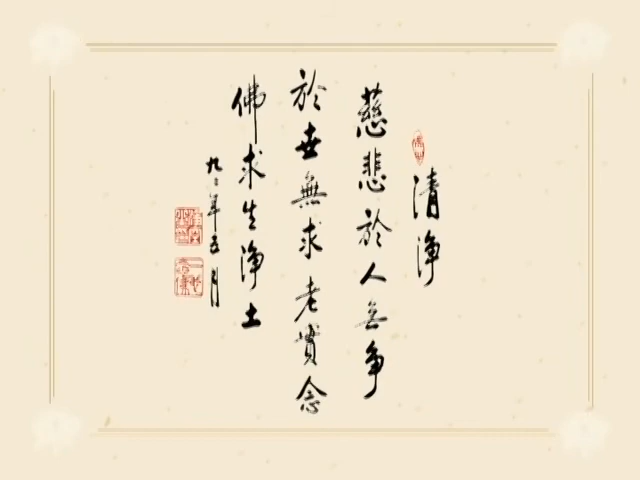 清淨
慈悲於人無爭
於世無求老實念
佛求生淨土
九二年五月